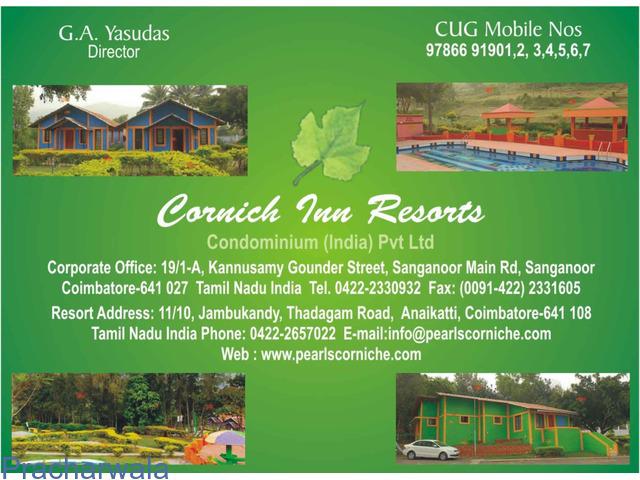 G.A. Yasudas
Director
CUG Mobile Nos
97866 91901,2, 3,4,5,6,7
Cornich Inn Resorts
Condominium (India) Pvt Ltd
Corporate Office: 19/1-A, Kannusamy Gounder Street, Sanganoor Main Rd, Sanganoor
Coimbatore-641 027 Tamil Nadu India Tel. 0422-2330932 Fax: (0091-422) 2331605
Resort Address: 11/10, Jambukandy, Thadagam Road, Anaikatti, Coimbatore-641 108
Tamil Nadu India Phone: 0422-2657022 E-mail:info@pearlscorniche.com
Web : www.pearlscorniche.com
Pracharwala